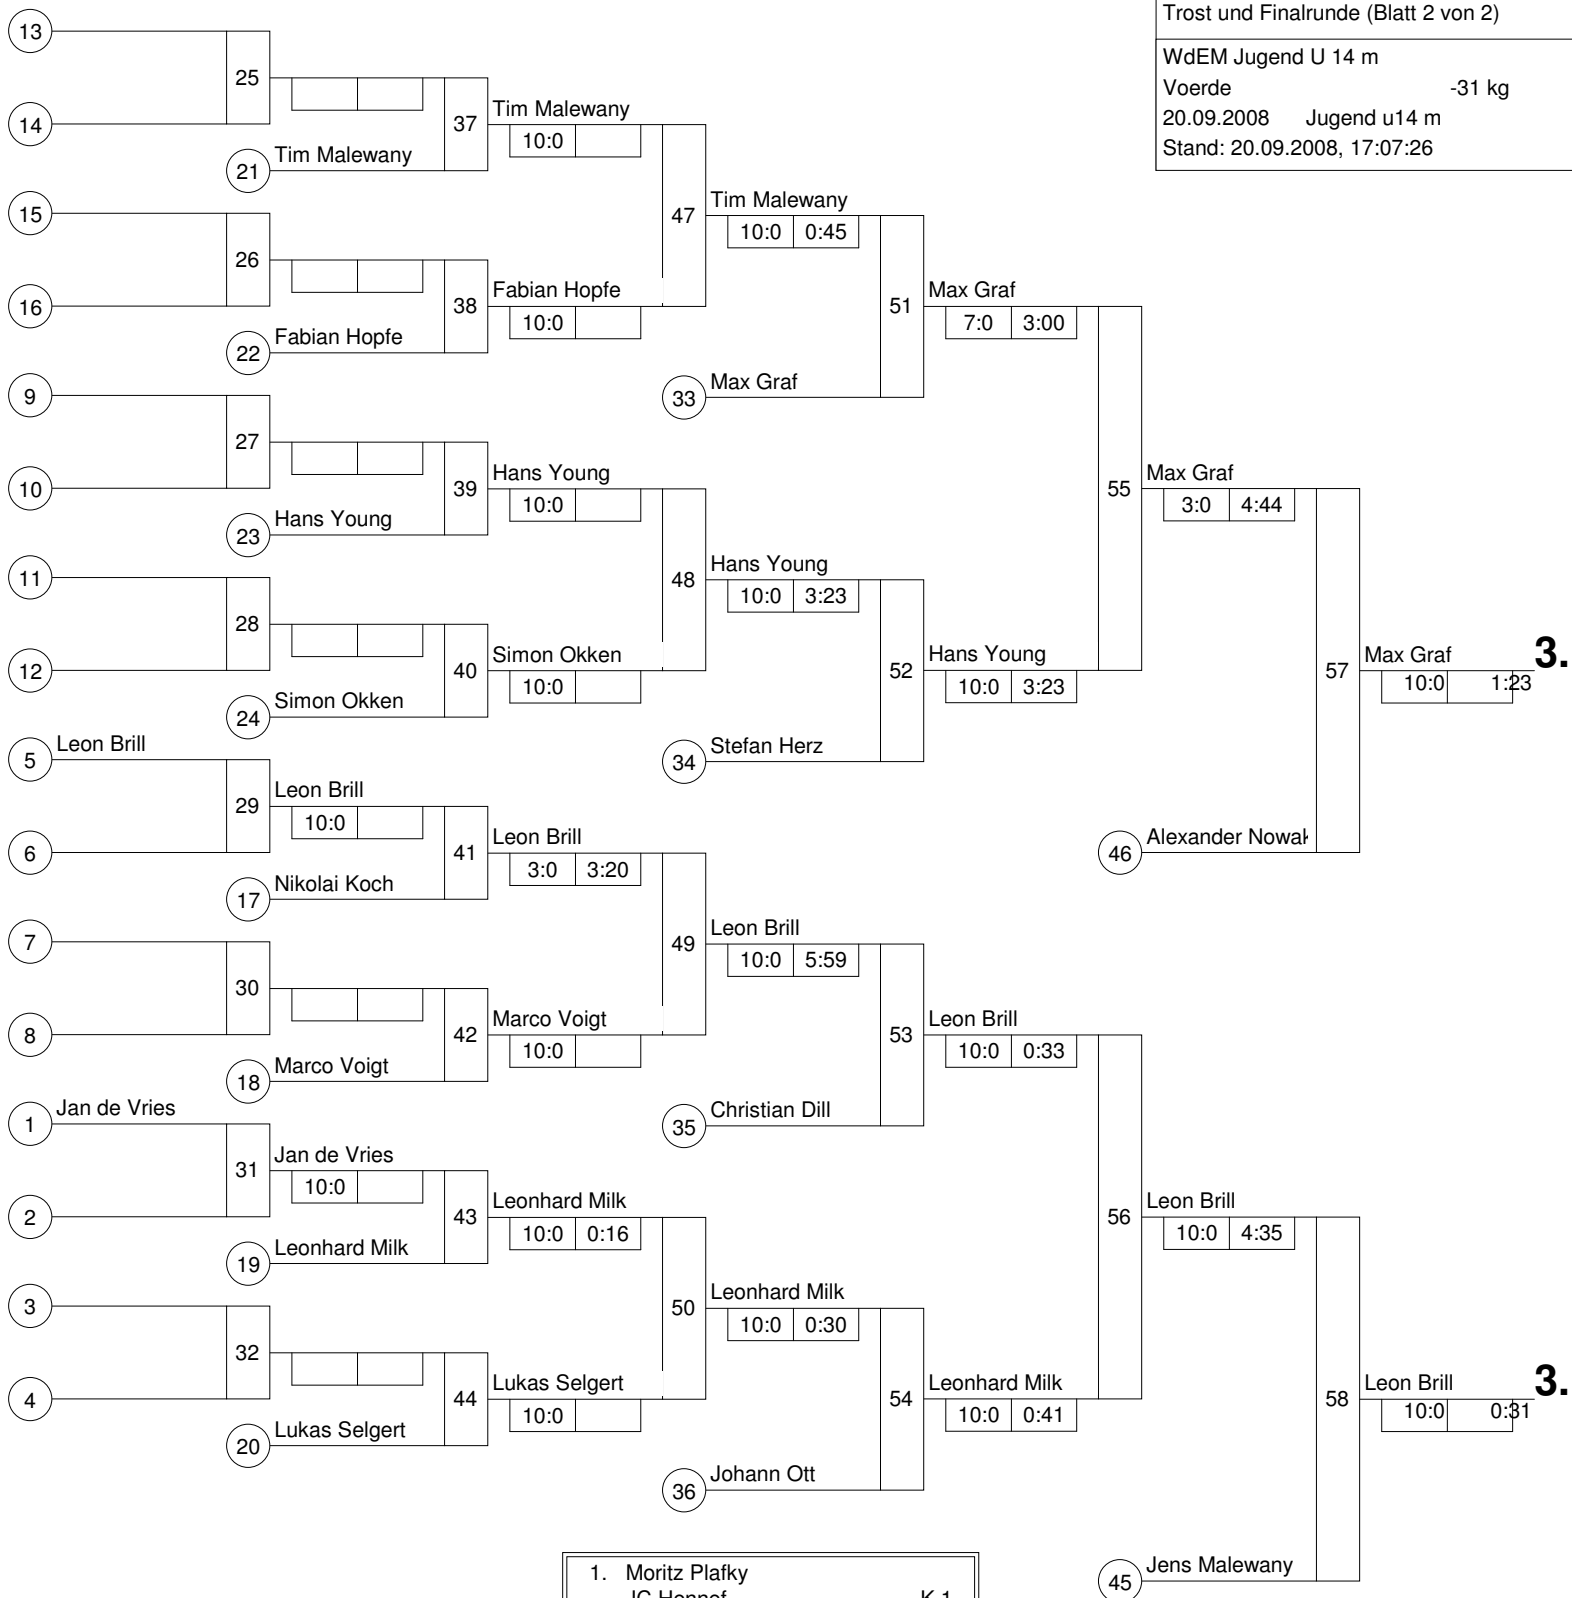 Trost und Finalrunde (Blatt 2 von 2)
WdEM Jugend U 14 m
Voerde -31 kg
20.09.2008 Jugend u14 m
Stand: 20.09.2008, 17:07:26
13
25
14
37
Tim Malewany
10:0
21
Tim Malewany
47
Tim Malewany
10:0 0:45
15
26
16
38
Fabian Hopfe
10:0
22
Fabian Hopfe
51
Max Graf
7:0 3:00
33
Max Graf
9
27
10
39
Hans Young
10:0
23
Hans Young
55
Max Graf
3:0 4:44
11
28
12
48
Hans Young
10:0 3:23
40
Simon Okken
10:0
24
Simon Okken
52
Hans Young
10:0 3:23
34
Stefan Herz
57
Max Graf
10:0 1:23
3.
46
Alexander Nowak
5
Leon Brill
29
Leon Brill
10:0
6
41
Leon Brill
3:0 3:20
17
Nikolai Koch
7
30
8
49
Leon Brill
10:0 5:59
42
Marco Voigt
10:0
18
Marco Voigt
53
Leon Brill
10:0 0:33
35
Christian Dill
1
Jan de Vries
31
Jan de Vries
10:0
2
43
Leonhard Milk
10:0 0:16
19
Leonhard Milk
56
Leon Brill
10:0 4:35
3
32
4
50
Leonhard Milk
10:0 0:30
44
Lukas Selgert
10:0
20
Lukas Selgert
54
Leonhard Milk
10:0 0:41
36
Johann Ott
58
Leon Brill
10:0 0:31
3.
45
Jens Malewany
1. Moritz Plafky
JC Hennef K 1